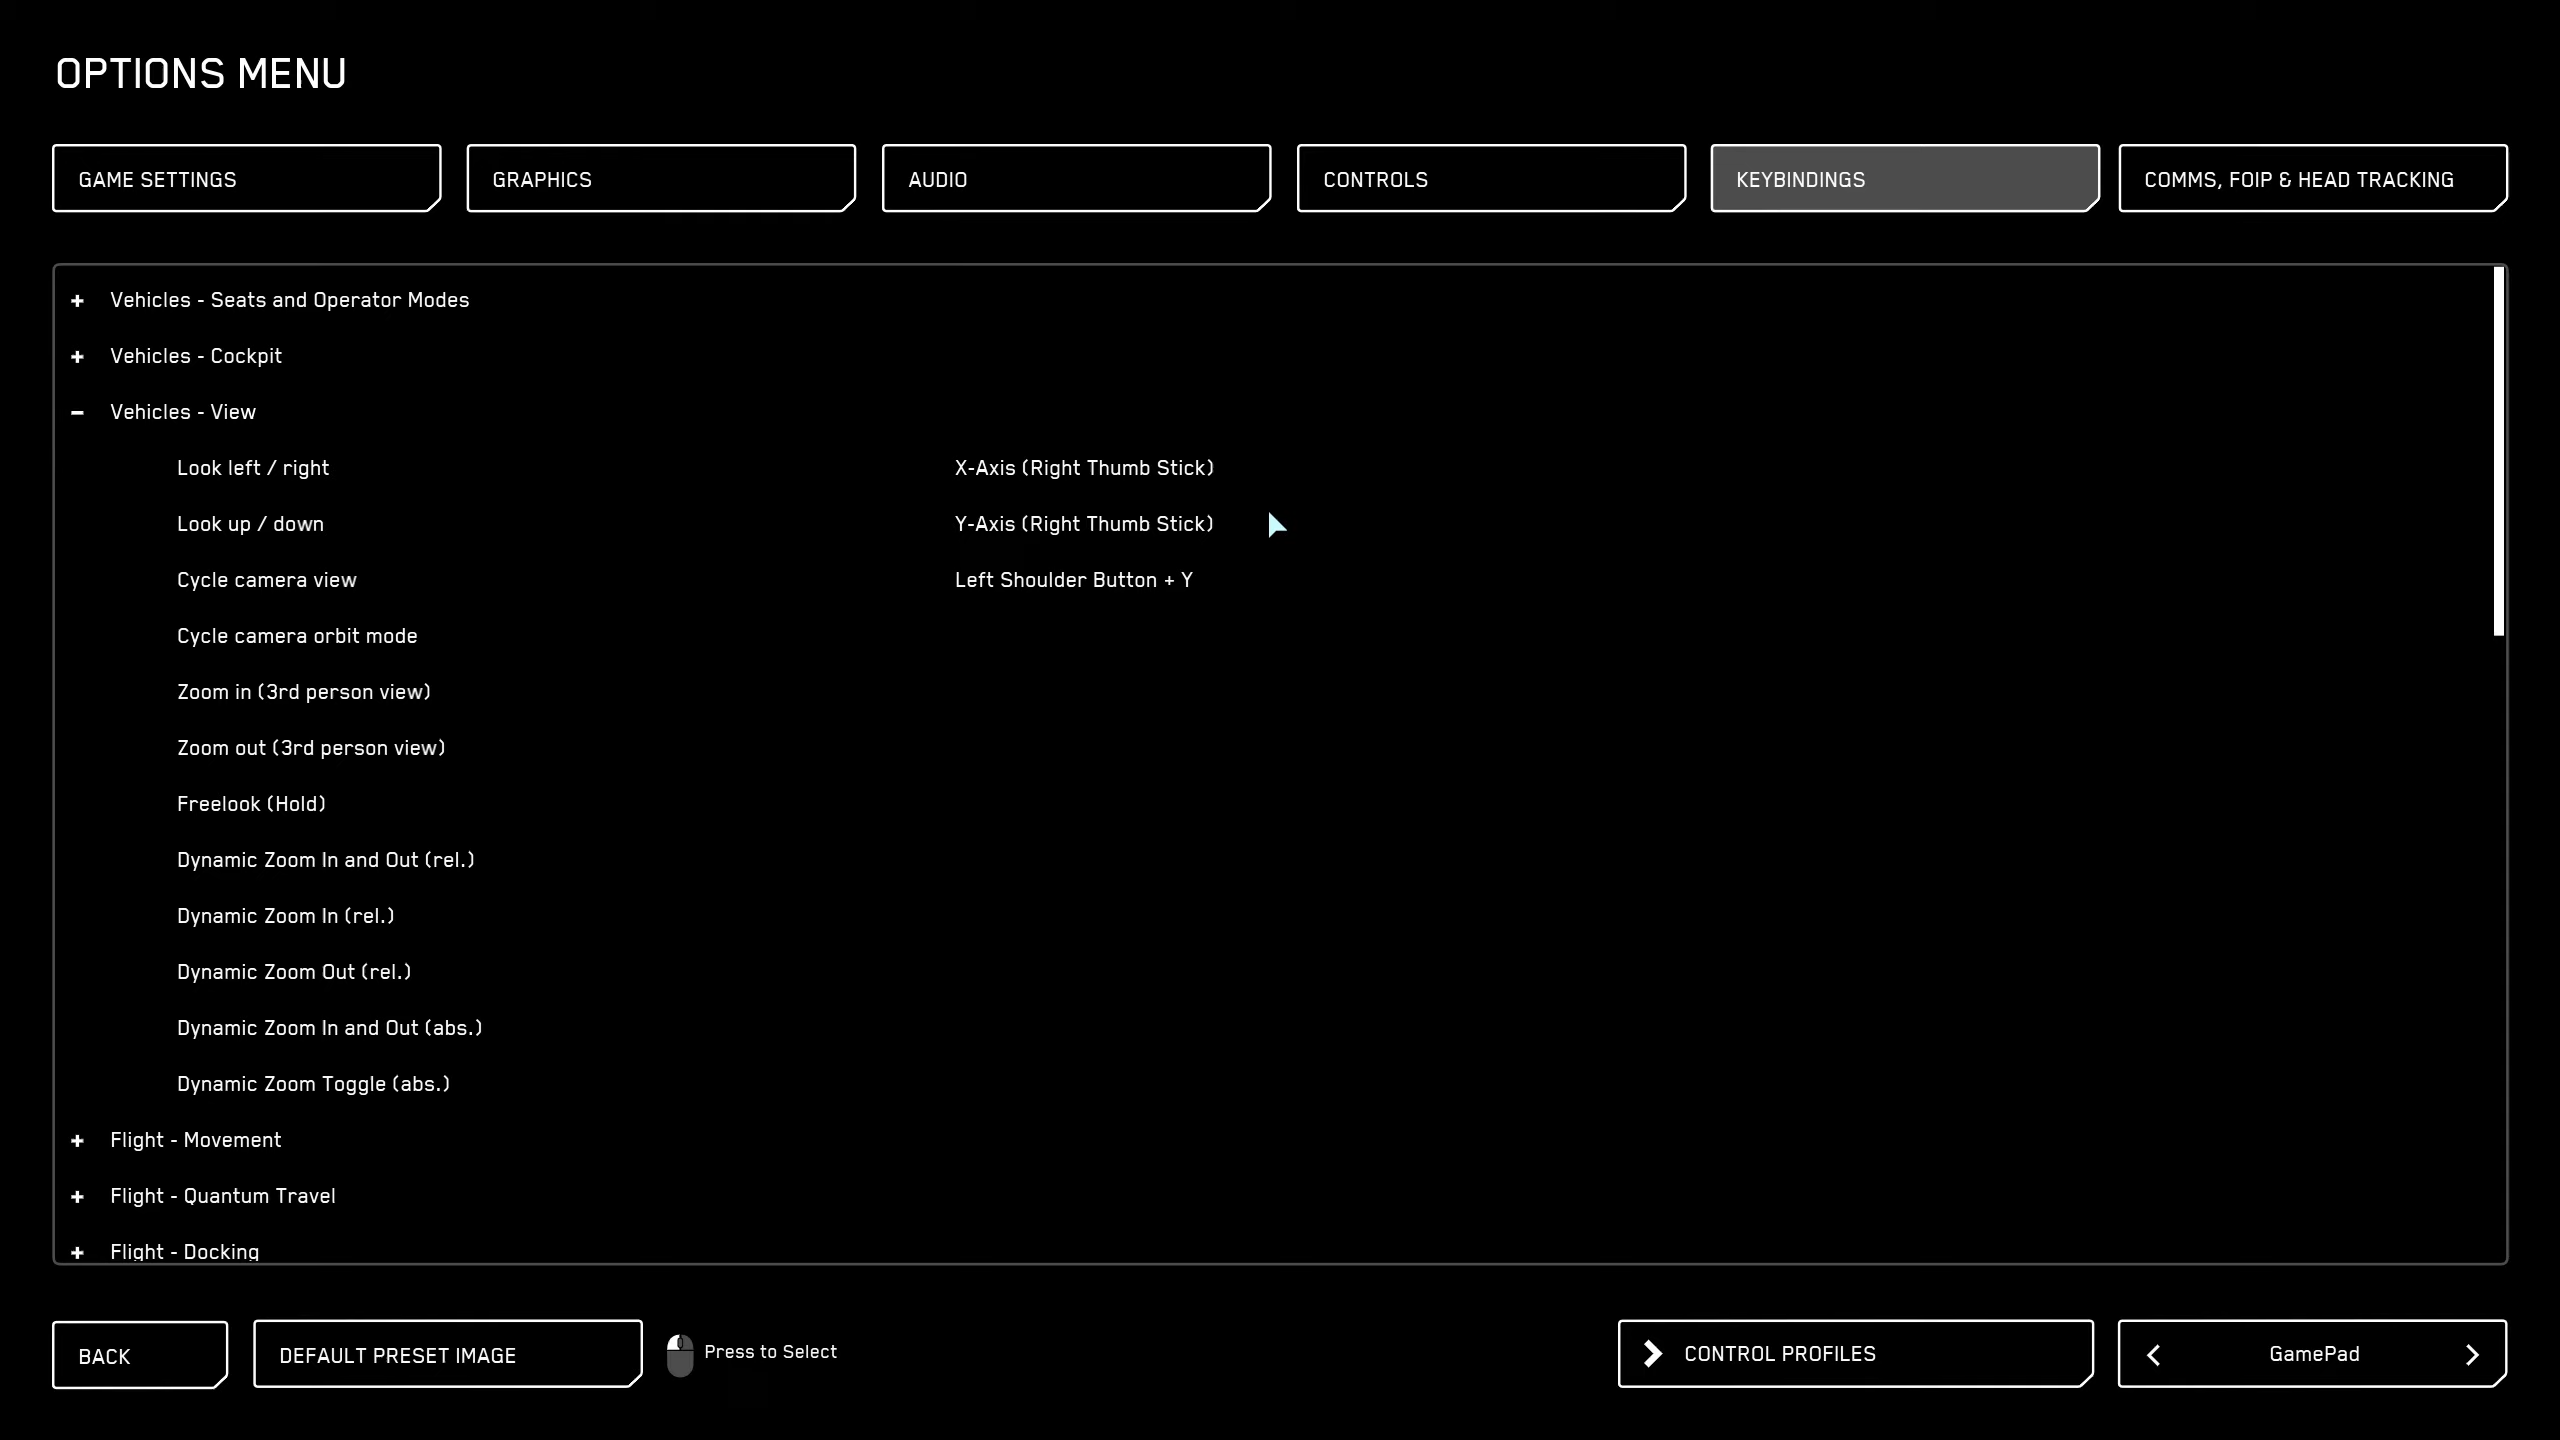 OPTIONS MENU
GAME SETTINGS
GRAPHICS
AUDIO
CONTROLS
KEYBINDINGS
COMMS, FOIP & HEAD TRACKING
+ Vehicles - Seats and Operator Modes
+ Vehicles - Cockpit
− Vehicles - View
Look left / right X-Axis (Right Thumb Stick)
Look up / down Y-Axis (Right Thumb Stick)
Cycle camera view Left Shoulder Button + Y
Cycle camera orbit mode
Zoom in (3rd person view)
Zoom out (3rd person view)
Freelook (Hold)
Dynamic Zoom In and Out (rel.)
Dynamic Zoom In (rel.)
Dynamic Zoom Out (rel.)
Dynamic Zoom In and Out (abs.)
Dynamic Zoom Toggle (abs.)
+ Flight - Movement
+ Flight - Quantum Travel
+ Flight - Docking
BACK
DEFAULT PRESET IMAGE
Press to Select
CONTROL PROFILES
GamePad